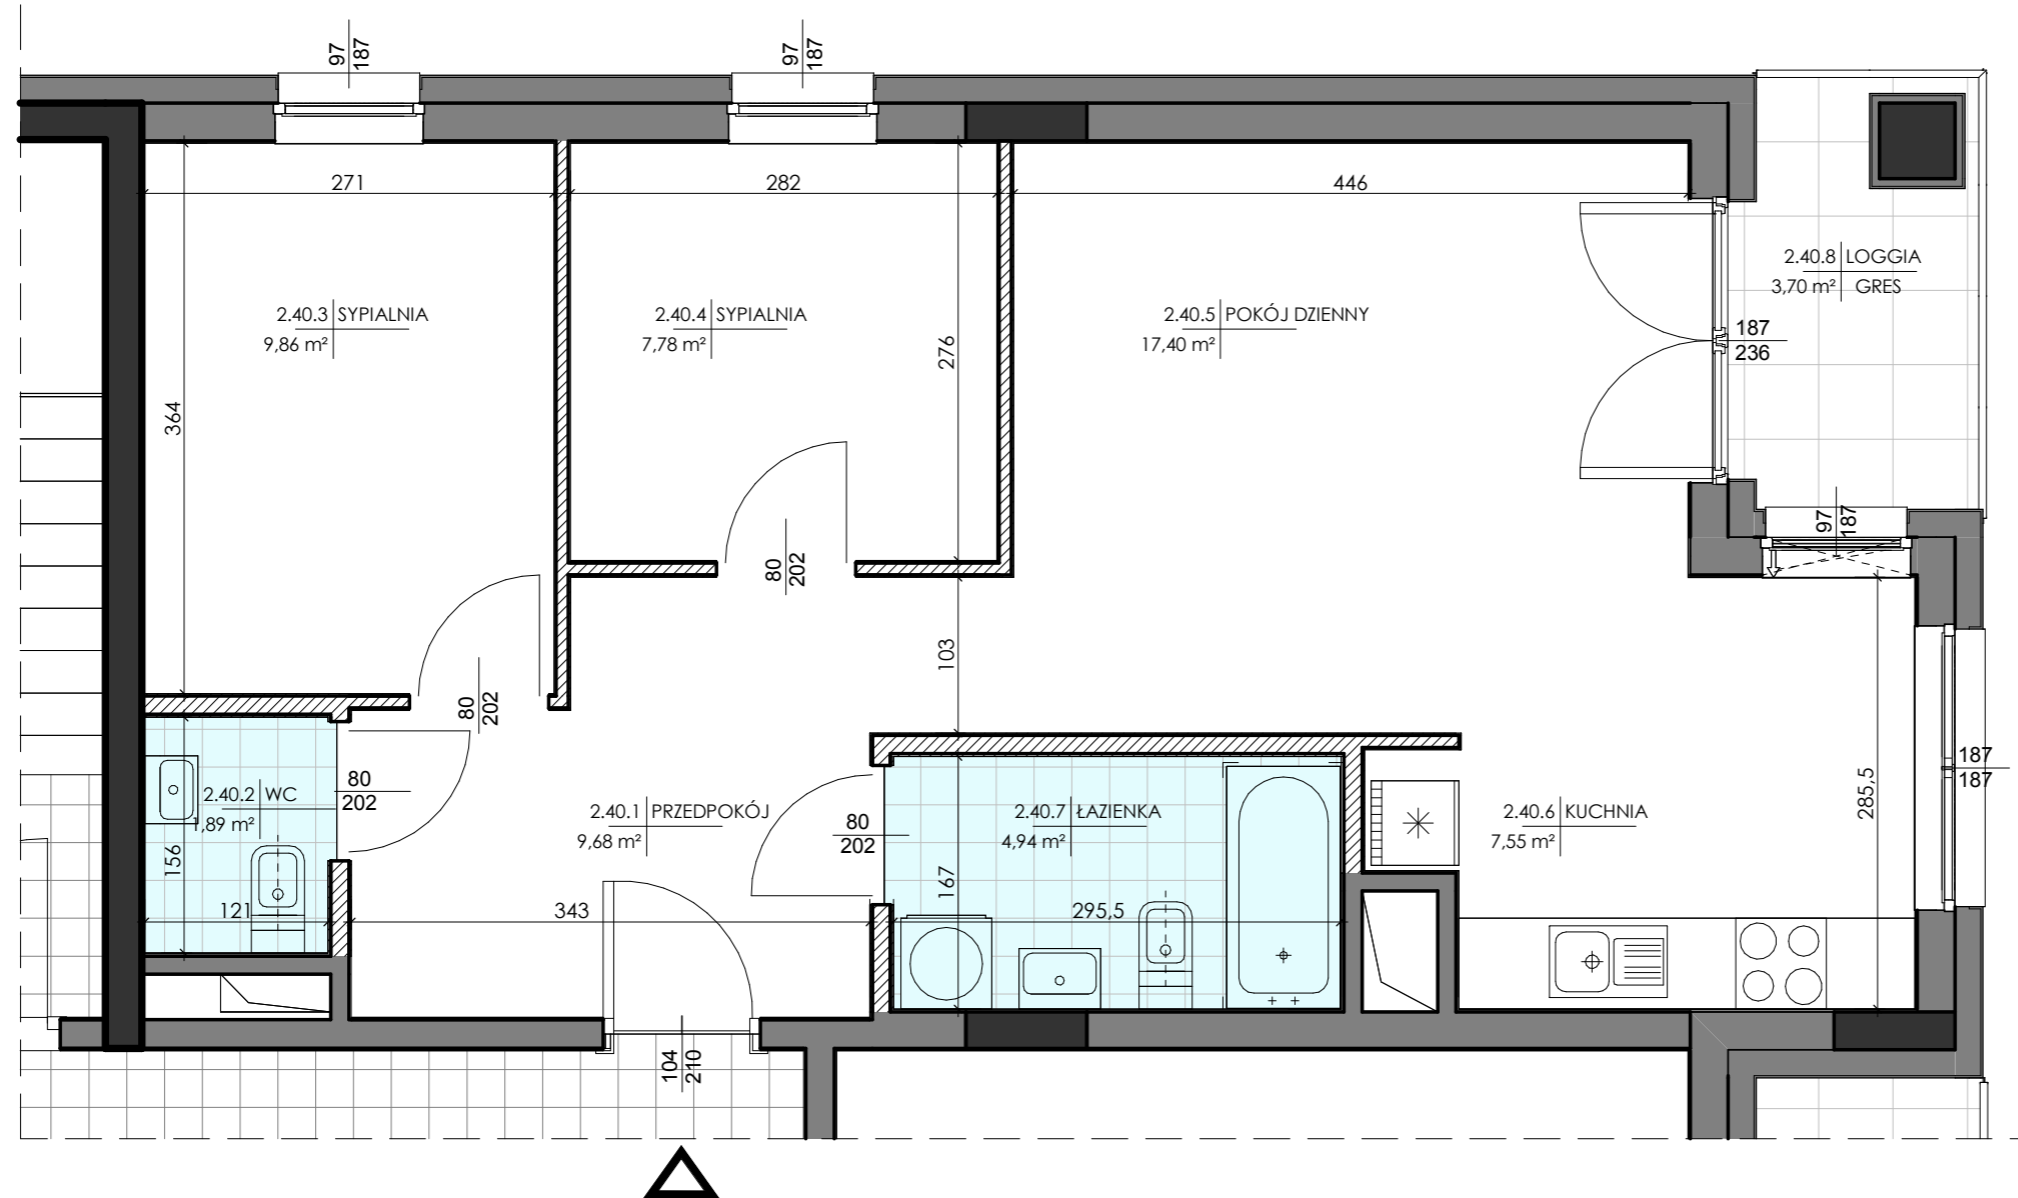 97
187
97
187
271
282
446
2.40.8 LOGGIA
3,70 m² GRES
2.40.3 SYPIALNIA
9,86 m²
2.40.4 SYPIALNIA
7,78 m²
2.40.5 POKÓJ DZIENNY
17,40 m²
187
236
276
364
97
187
80
202
103
80
202
187
187
80
202
2.40.2 WC
1,89 m²
2.40.1 PRZEDPOKÓJ
9,68 m²
80
202
2.40.7 ŁAZIENKA
4,94 m²
2.40.6 KUCHNIA
7,55 m²
285,5
156
167
121
343
295,5
104
210